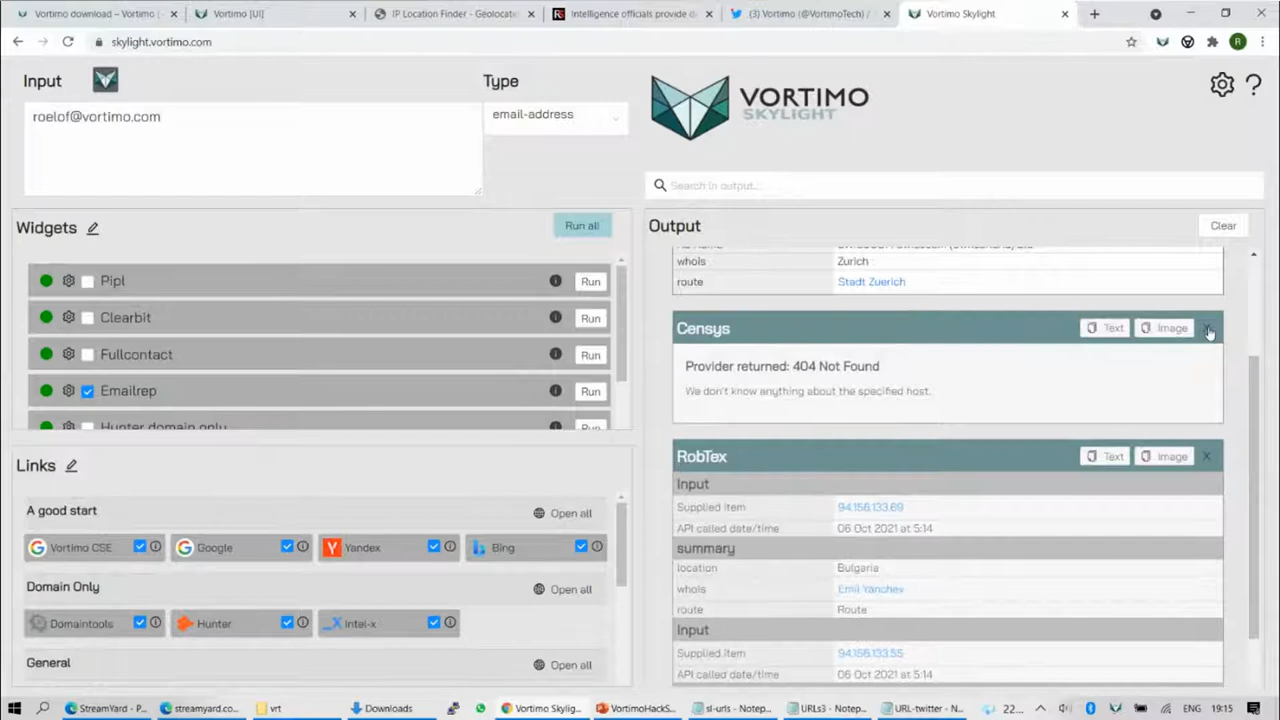 Vortimo download – Vortimo (
Vortimo [UI]
IP Location Finder - Geolocatic
Intelligence officials provide d
(3) Vortimo (@VortimoTech) /
Vortimo Skylight
skylight.vortimo.com
R
Input
Type
roelof@vortimo.com
email-address
VORTIMO
SKYLIGHT
Search in output...
Widgets
Run all
Output
Clear
Pipl
Run
Clearbit
Run
Fullcontact
Run
Emailrep
Run
Hunter domain only
Run
whois
Zurich
route
Stadt Zuerich
Censys
Text
Image
Provider returned: 404 Not Found
We don't know anything about the specified host.
RobTex
Text
Image
X
Input
Supplied item
94.156.133.69
API called date/time
06 Oct 2021 at 5:14
summary
location
Bulgaria
whois
Emil Yanchev
route
Route
Input
Supplied item
94.156.133.55
API called date/time
06 Oct 2021 at 5:14
Links
A good start
Open all
Vortimo CSE
Google
Yandex
Bing
Domain Only
Open all
Domaintools
Hunter
Intel-x
General
Open all
StreamYard - P...
streamyard.co...
vrt
Downloads
Vortimo Skylig...
VortimoHackS...
sl-urls - Notep...
URLs3 - Notep...
URL-twitter - N...
22...
ENG
19:15